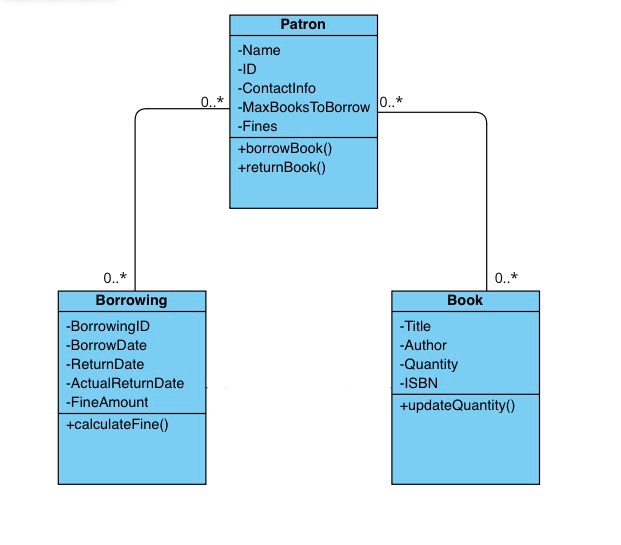 Patron
-Name
-ID
-ContactInfo
-MaxBooksToBorrow
-Fines
+borrowBook()
+returnBook()
0..*
0..*
0..*
0..*
Borrowing
-BorrowingID
-BorrowDate
-ReturnDate
-ActualReturnDate
-FineAmount
+calculateFine()
Book
-Title
-Author
-Quantity
-ISBN
+updateQuantity()